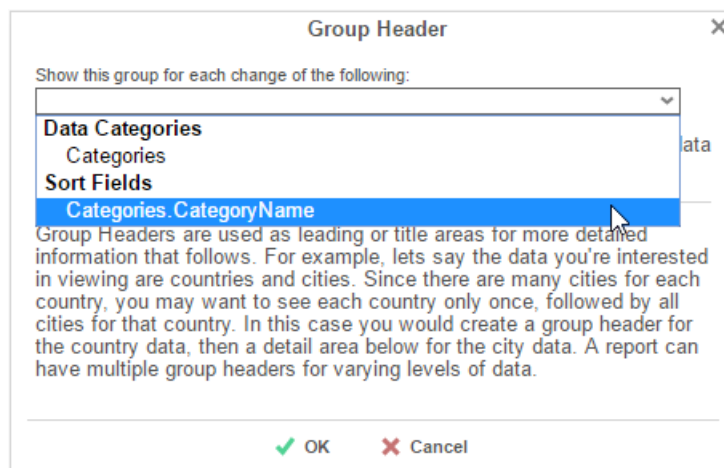 Group Header
Show this group for each change of the following:
Data Categories
Categories
Sort Fields
Categories.CategoryName
Group Headers are used as leading or title areas for more detailed
information that follows. For example, lets say the data you're interested
in viewing are countries and cities. Since there are many cities for each
country, you may want to see each country only once, followed by all
cities for that country. In this case you would create a group header for
the country data, then a detail area below for the city data. A report can
have multiple group headers for varying levels of data.
OK
Cancel